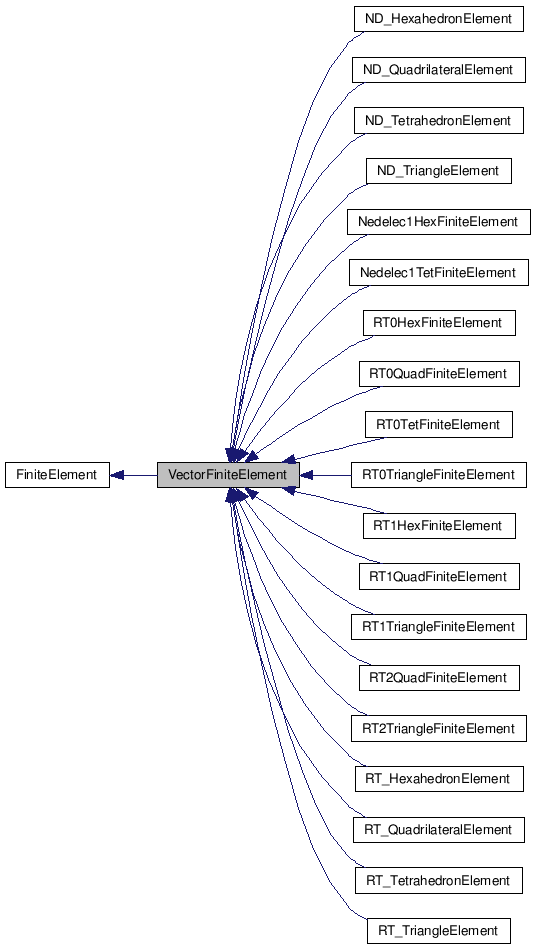 ND_HexahedronElement
ND_QuadrilateralElement
ND_TetrahedronElement
ND_TriangleElement
Nedelec1HexFiniteElement
Nedelec1TetFiniteElement
RT0HexFiniteElement
RT0QuadFiniteElement
RT0TetFiniteElement
FiniteElement
VectorFiniteElement
RT0TriangleFiniteElement
RT1HexFiniteElement
RT1QuadFiniteElement
RT1TriangleFiniteElement
RT2QuadFiniteElement
RT2TriangleFiniteElement
RT_HexahedronElement
RT_QuadrilateralElement
RT_TetrahedronElement
RT_TriangleElement